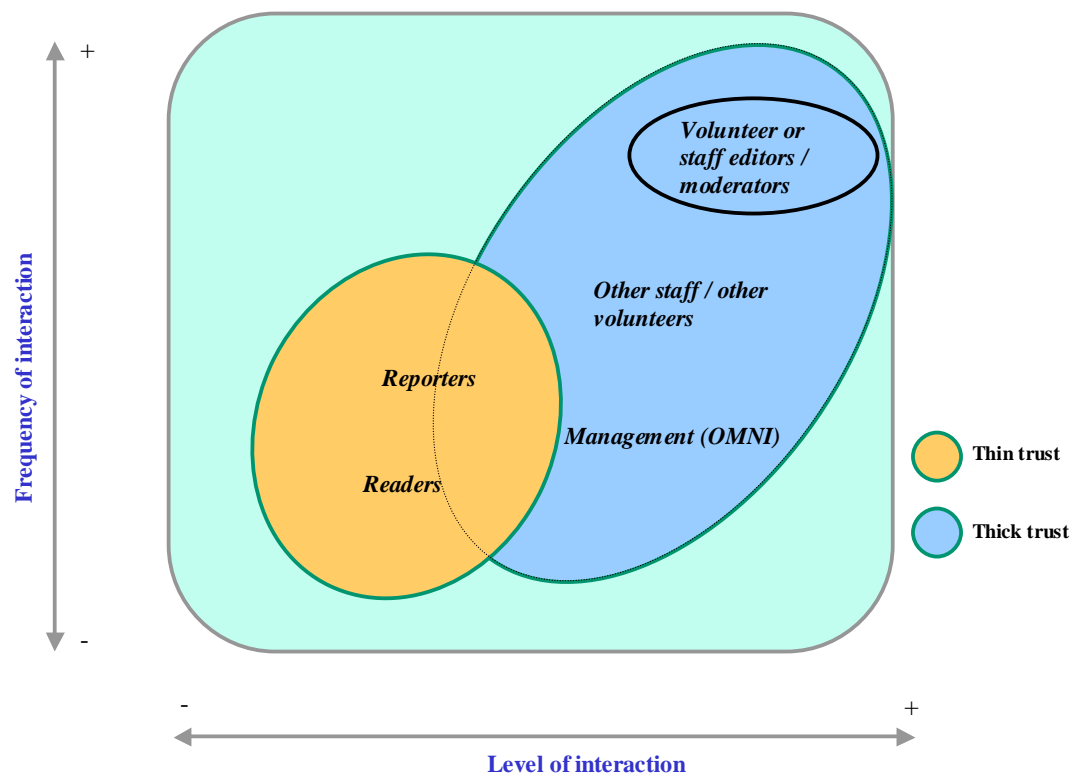 +
Volunteer or
staff editors /
moderators
Other staff / other
volunteers
Frequency of interaction
Reporters
Management (OMNI)
Readers
Thin trust
Thick trust
-
-
+
Level of interaction